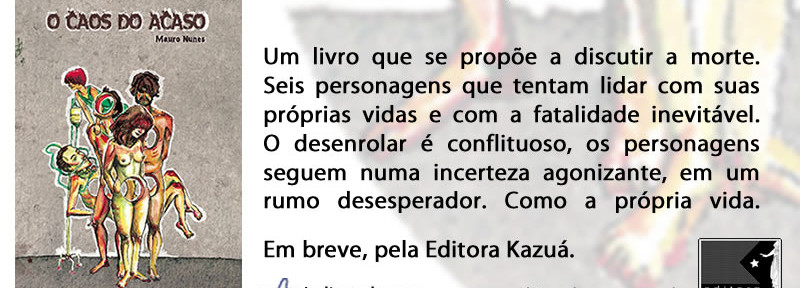 O CAOS DO ACASO
Mauro Nunes
Um livro que se propõe a discutir a morte.
Seis personagens que tentam lidar com suas
próprias vidas e com a fatalidade inevitável.
O desenrolar é conflituoso, os personagens
seguem numa incerteza agonizante, em um
rumo desesperador. Como a própria vida.
Em breve, pela Editora Kazuá.